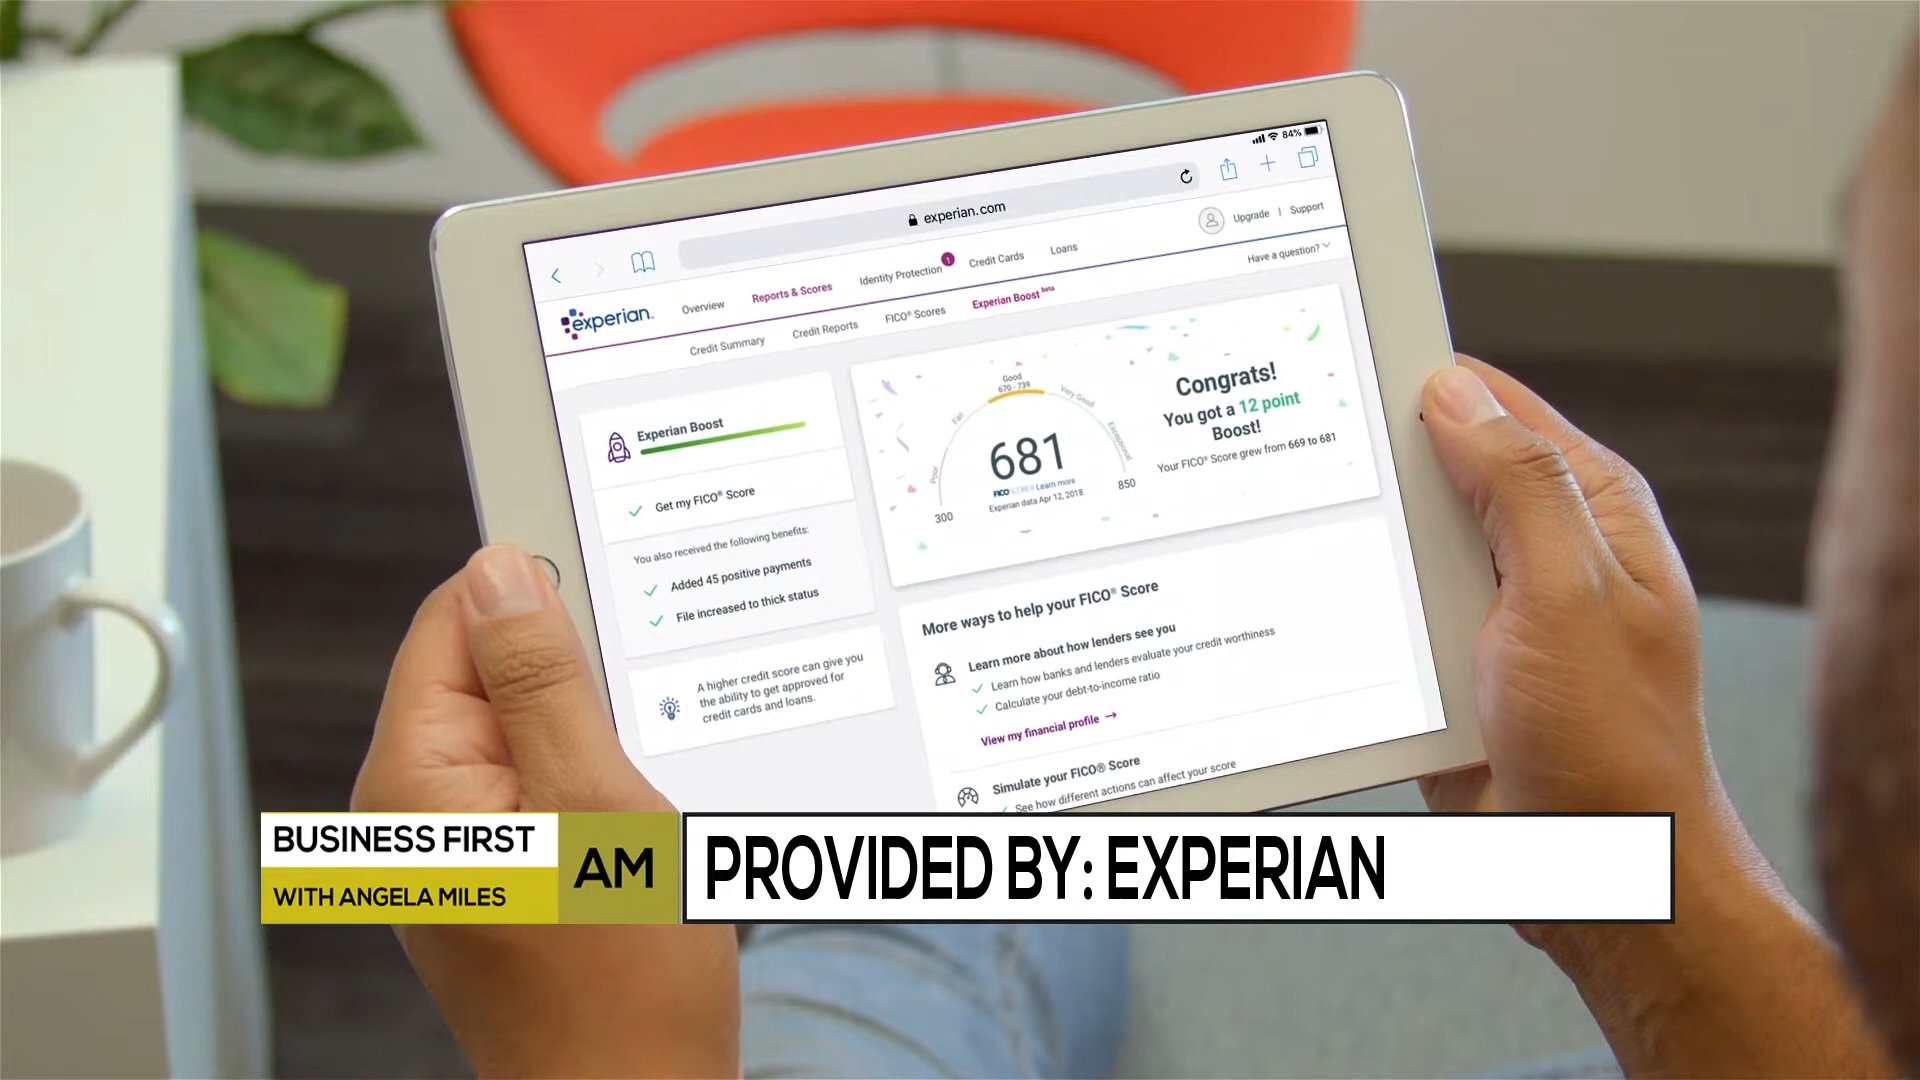 84%
experian.com
Upgrade | Support
experian.
Overview
Reports & Scores
Identity Protection
1
Credit Cards
Loans
Have a question?
Credit Summary
Credit Reports
FICO® Scores
Experian Boost beta
Experian Boost
Get my FICO® Score
You also received the following benefits:
Added 45 positive payments
File increased to thick status
A higher credit score can give you
the ability to get approved for
credit cards and loans.
Poor
Fair
Good
670 - 739
Very Good
Exceptional
681
Learn more
Experian data Apr 12, 2018
300
850
Congrats!
You got a 12 point
Boost!
Your FICO® Score grew from 669 to 681
More ways to help your FICO® Score
Learn more about how lenders see you
Learn how banks and lenders evaluate your credit worthiness
Calculate your debt-to-income ratio
View my financial profile →
Simulate your FICO® Score
See how different actions can affect your score
BUSINESS FIRST
WITH ANGELA MILES
AM
PROVIDED BY: EXPERIAN